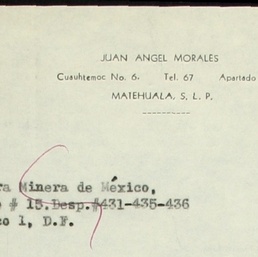 JUAN ANGEL MORALES
Cuauhtemoc No. 6. Tel. 67 Apartado
MATEHUALA, S. L. P.
ra Minera de México,
# 15.Desp.#431-435-436
co 1, D.F.